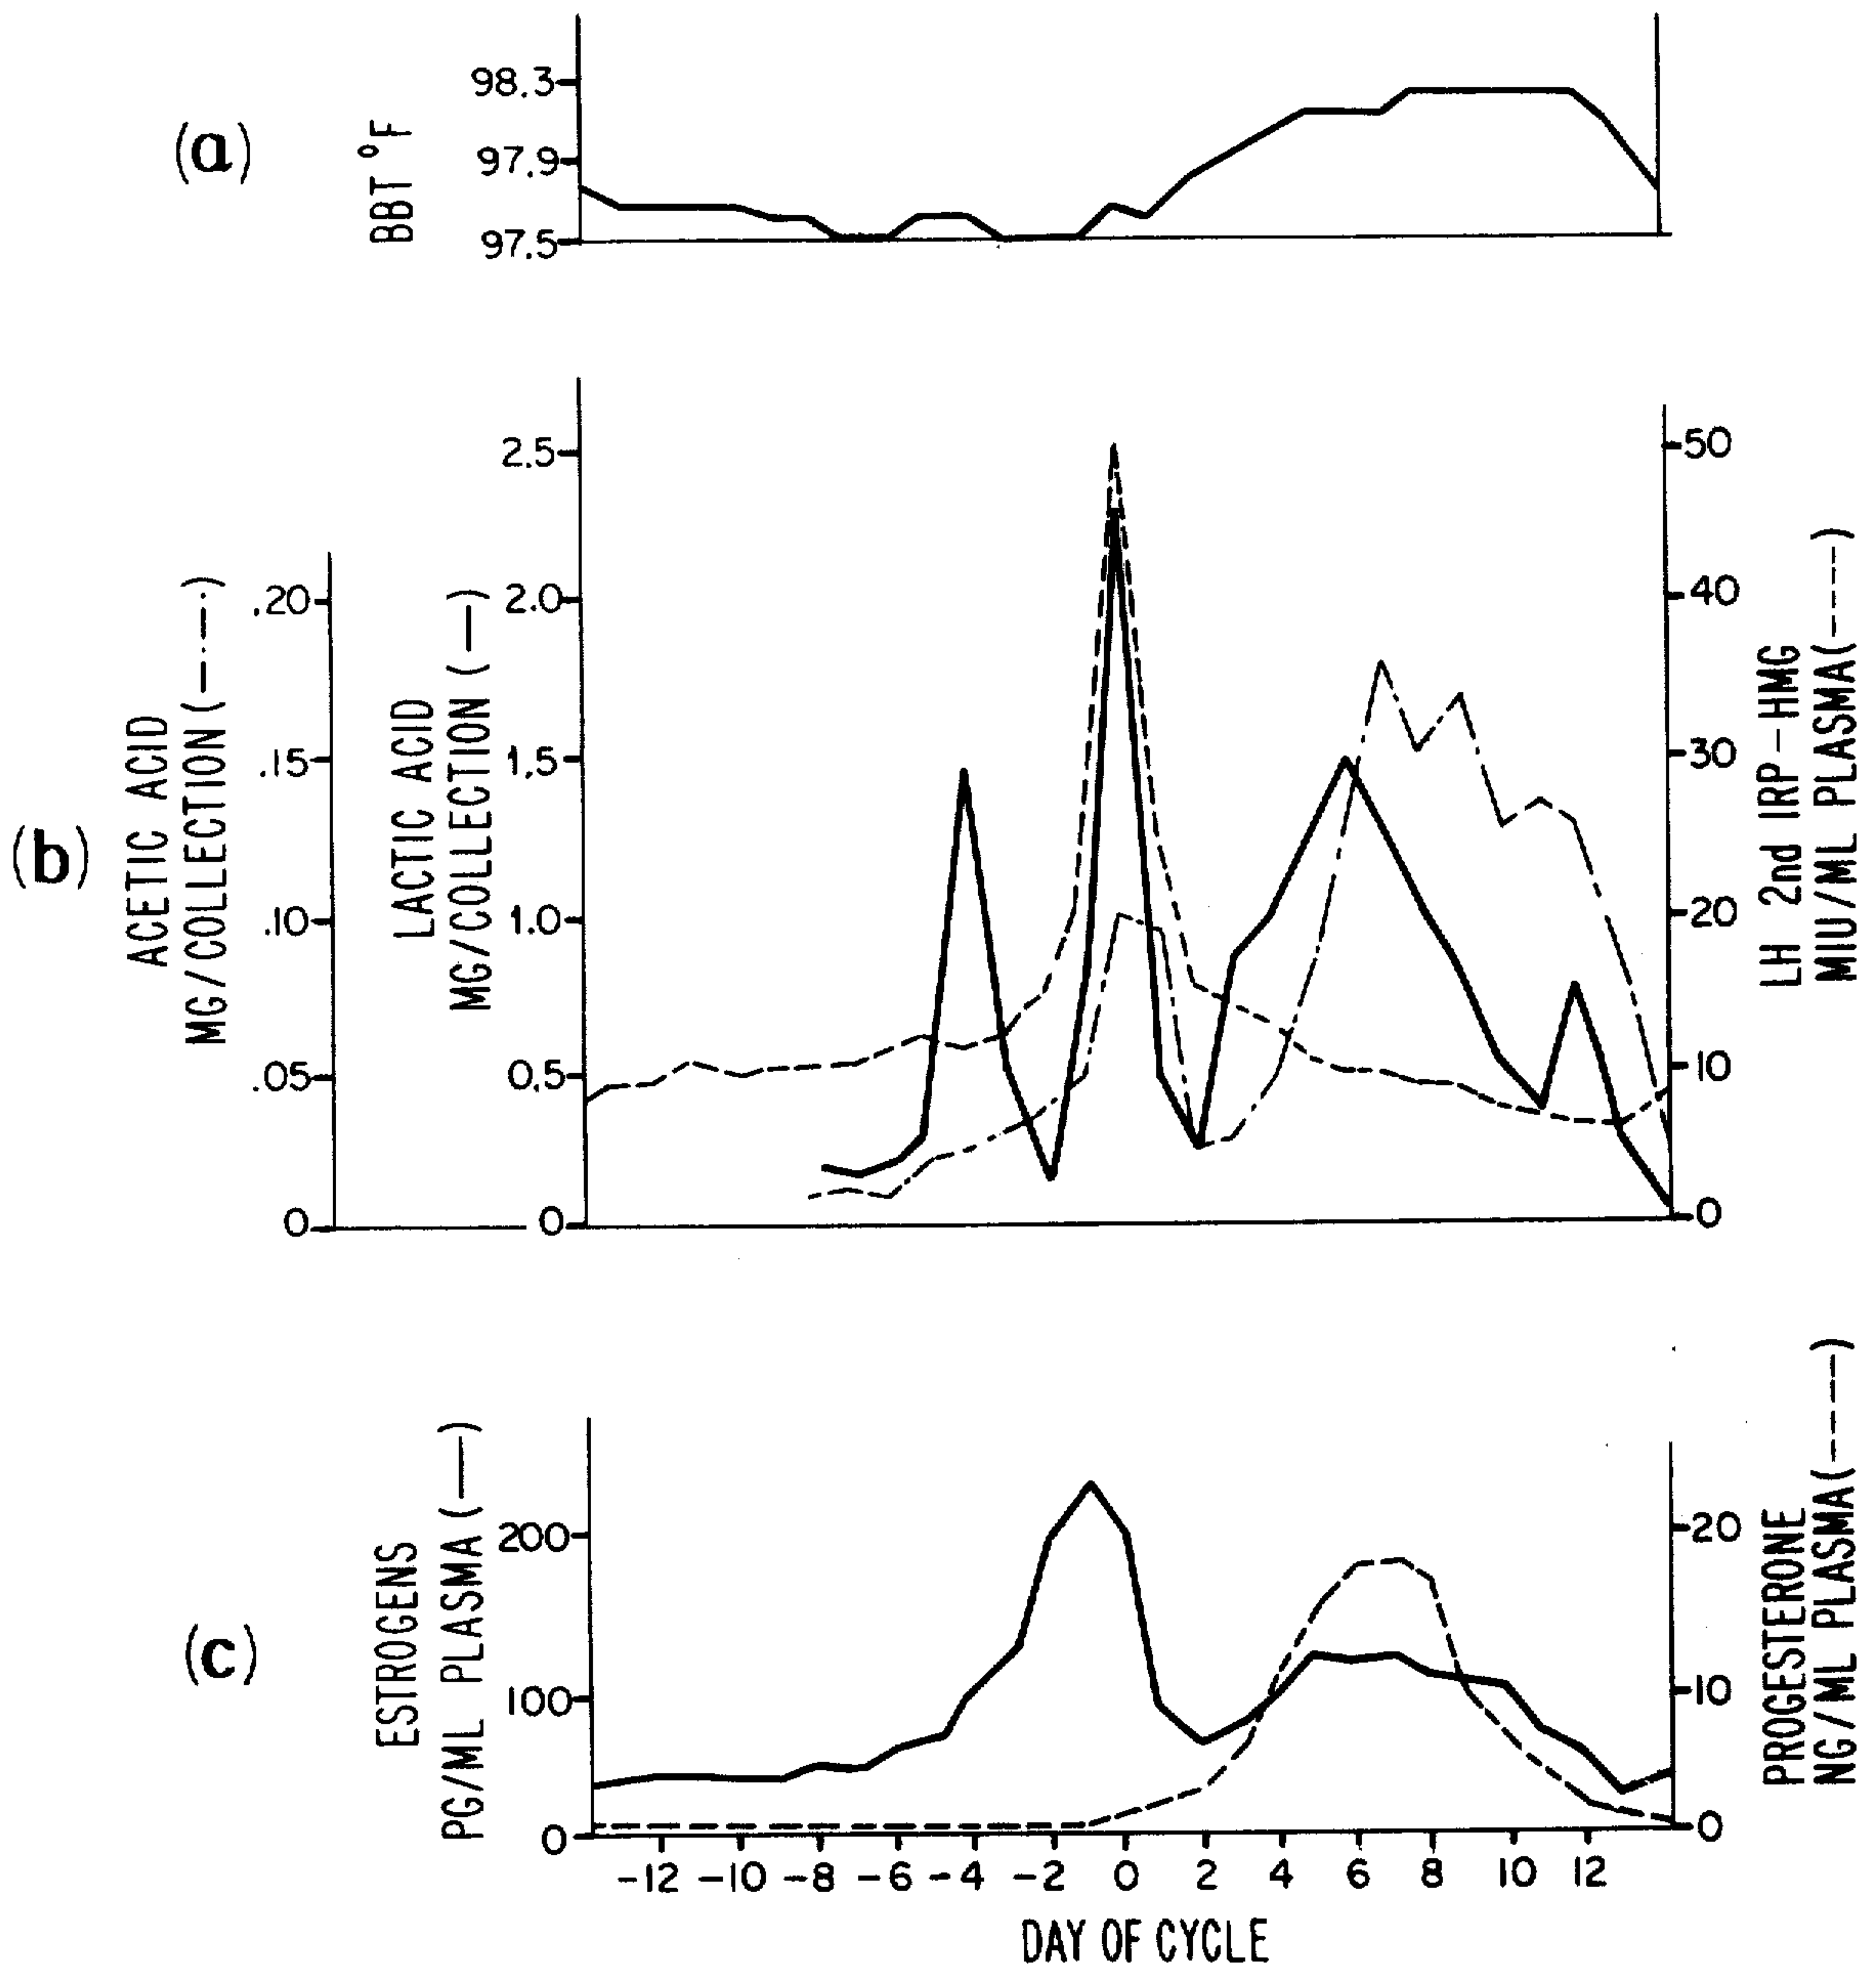 (a)
BBT °F
98.3
97.9
97.5
(b)
ACETIC ACID
MG/COLLECTION (—·—·—)
.20
.15
.10
.05
0
LACTIC ACID
MG/COLLECTION (—)
2.5
2.0
1.5
1.0
0.5
0
50
40
30
20
10
0
LH 2nd IRP-HMG
MIU/ML PLASMA (-----)
(c)
ESTROGENS
PG/ML PLASMA (—)
200
100
0
20
10
0
PROGESTERONE
NG/ML PLASMA (-----)
-12 -10 -8 -6 -4 -2 0 2 4 6 8 10 12
DAY OF CYCLE